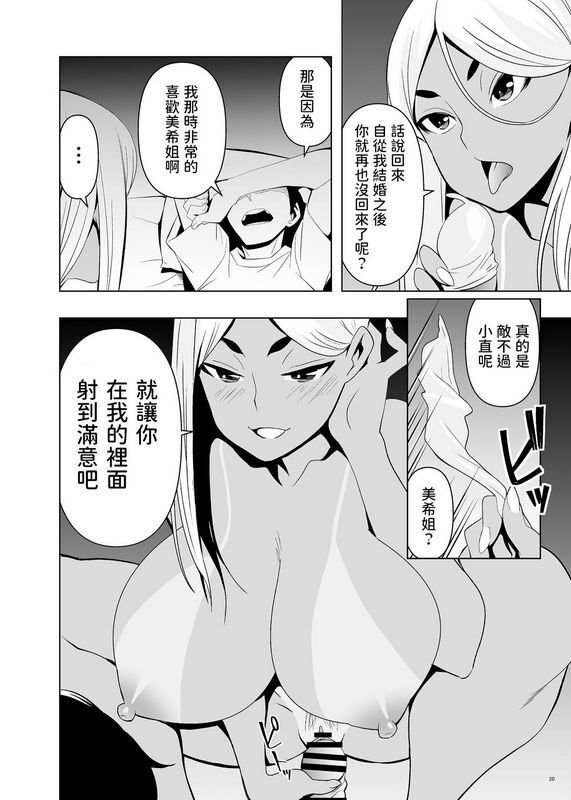 話說回來
自從我結婚之後
你就再也沒回來了呢？
那是因為
我那時非常的
喜歡美希姐啊
…
真的是
敵不過
小直呢
ビッ
美希姐？
就讓你
在我的裡面
射到滿意吧
20